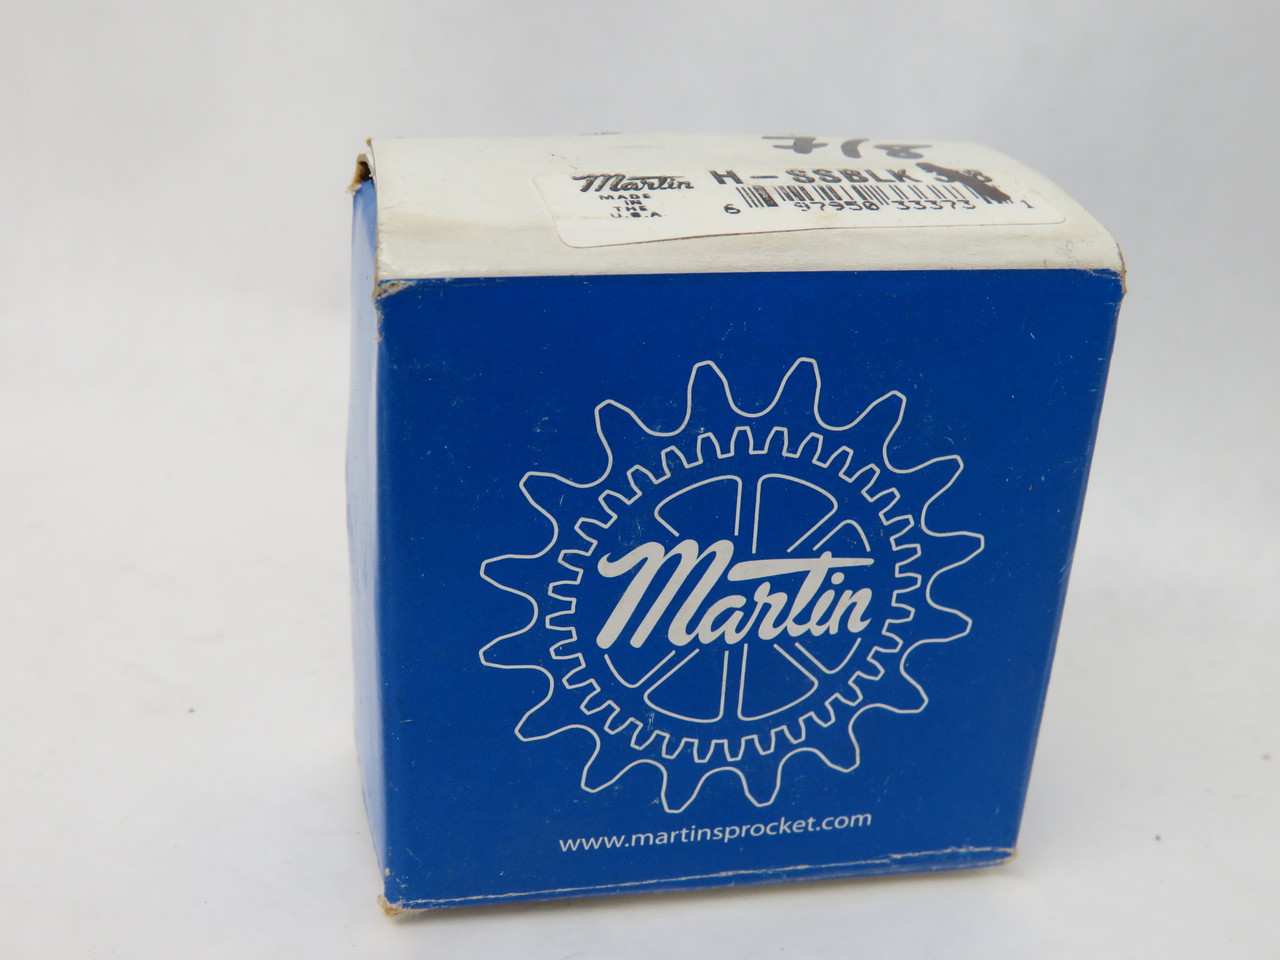 7/8
Martin H-SSBLK
MADE
IN
THE
U.S.A.
6 97950 33373 1
Martin
www.martinsprocket.com